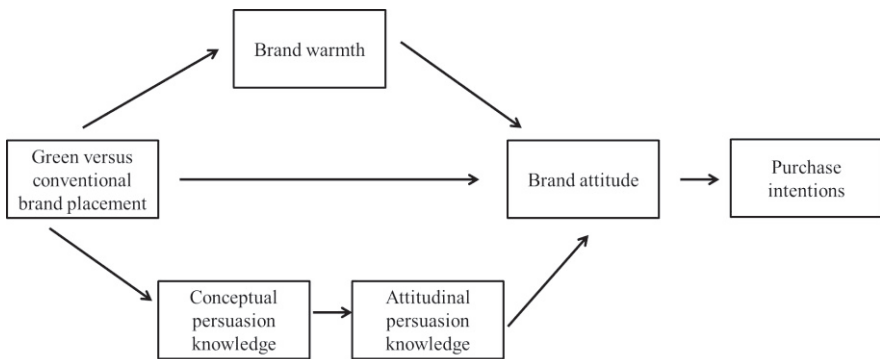 Brand warmth
Green versus
conventional
brand placement
Brand attitude
Purchase
intentions
Conceptual
persuasion
knowledge
Attitudinal
persuasion
knowledge